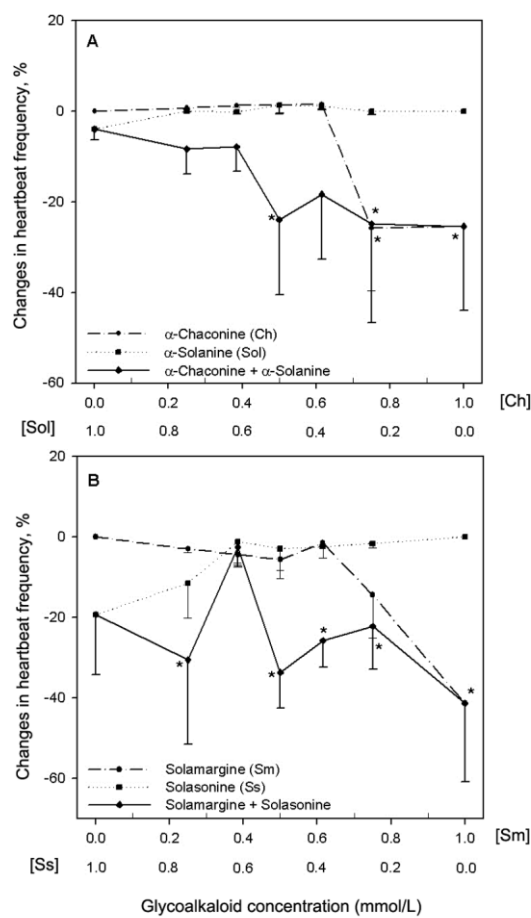 20
A
0
-20
-40
-60
Changes in heartbeat frequency, %
*
*
*
*
α-Chaconine (Ch)
α-Solanine (Sol)
α-Chaconine + α-Solanine
0.0 0.2 0.4 0.6 0.8 1.0 [Ch]
[Sol] 1.0 0.8 0.6 0.4 0.2 0.0
20
B
0
-20
-40
-60
Changes in heartbeat frequency, %
*
*
*
*
*
Solamargine (Sm)
Solasonine (Ss)
Solamargine + Solasonine
0.0 0.2 0.4 0.6 0.8 1.0 [Sm]
[Ss] 1.0 0.8 0.6 0.4 0.2 0.0
Glycoalkaloid concentration (mmol/L)